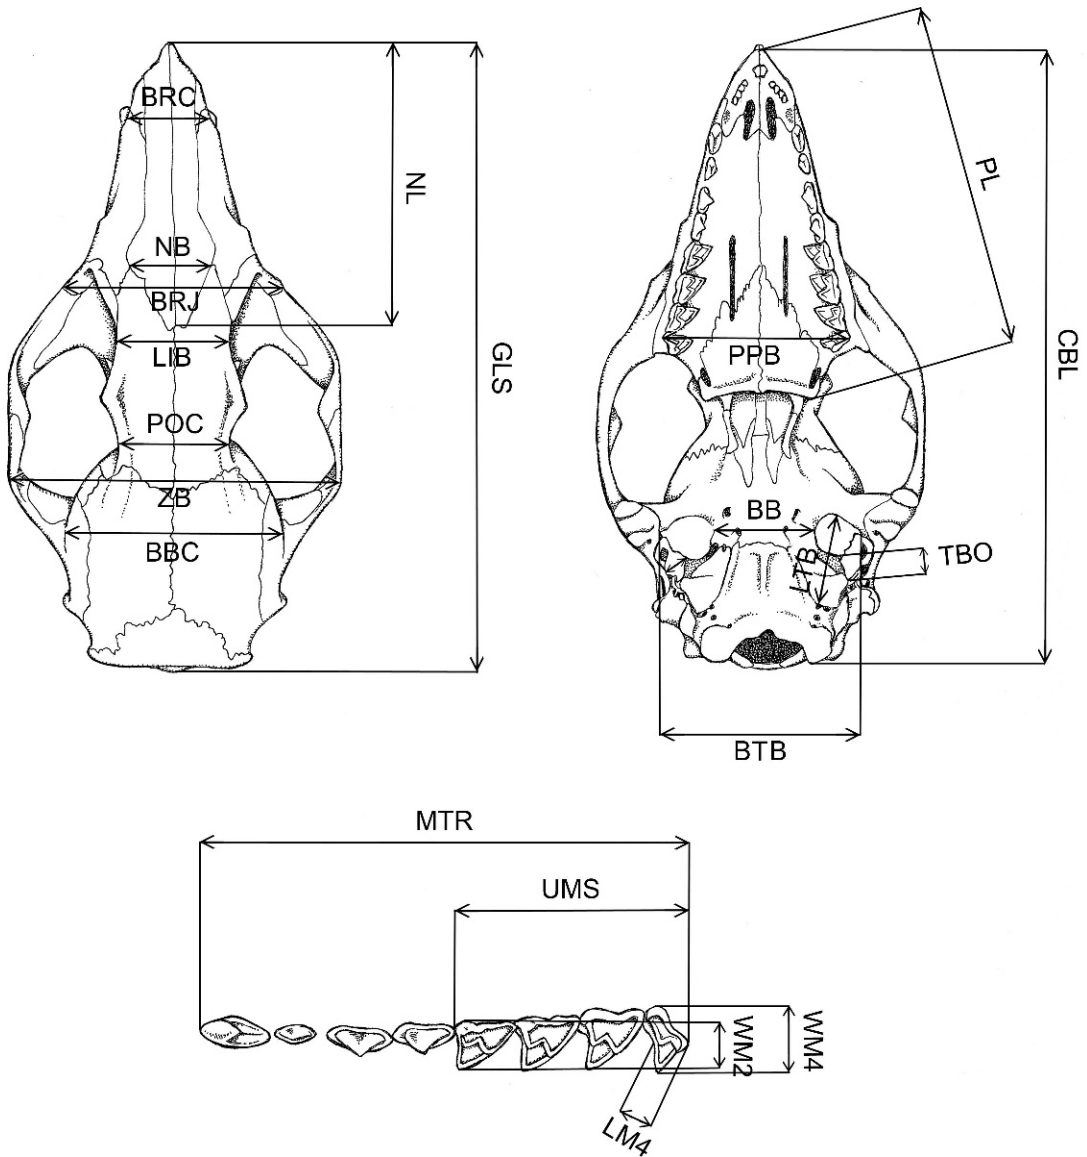 BRC
NL
NB
BRJ
LIB
GLS
POC
ZB
BBC
PL
PPB
CBL
BB
LTB
TBO
BTB
MTR
UMS
WM2
WM4
LM4